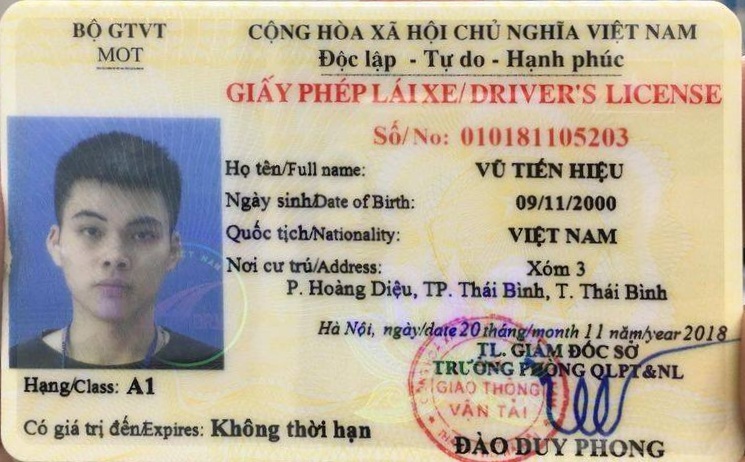 BỘ GTVT
MOT
CỘNG HÒA XÃ HỘI CHỦ NGHĨA VIỆT NAM
Độc lập - Tự do - Hạnh phúc
GIẤY PHÉP LÁI XE/ DRIVER'S LICENSE
Số/ No: 010181105203
Họ tên/Full name: VŨ TIẾN HIỆU
Ngày sinh/Date of Birth: 09/11/2000
Quốc tịch/Nationality: VIỆT NAM
Nơi cư trú/Address: Xóm 3
P. Hoàng Diệu, TP. Thái Bình, T. Thái Bình
Hà Nội, ngày/date 20 tháng/month 11 năm/year 2018
TL. GIÁM ĐỐC SỞ
TRƯỞNG PHÒNG QLPT&NL
GIAO THÔNG
VẬN TẢI
Hạng/Class: A1
Có giá trị đến/Expires: Không thời hạn
ĐÀO DUY PHONG